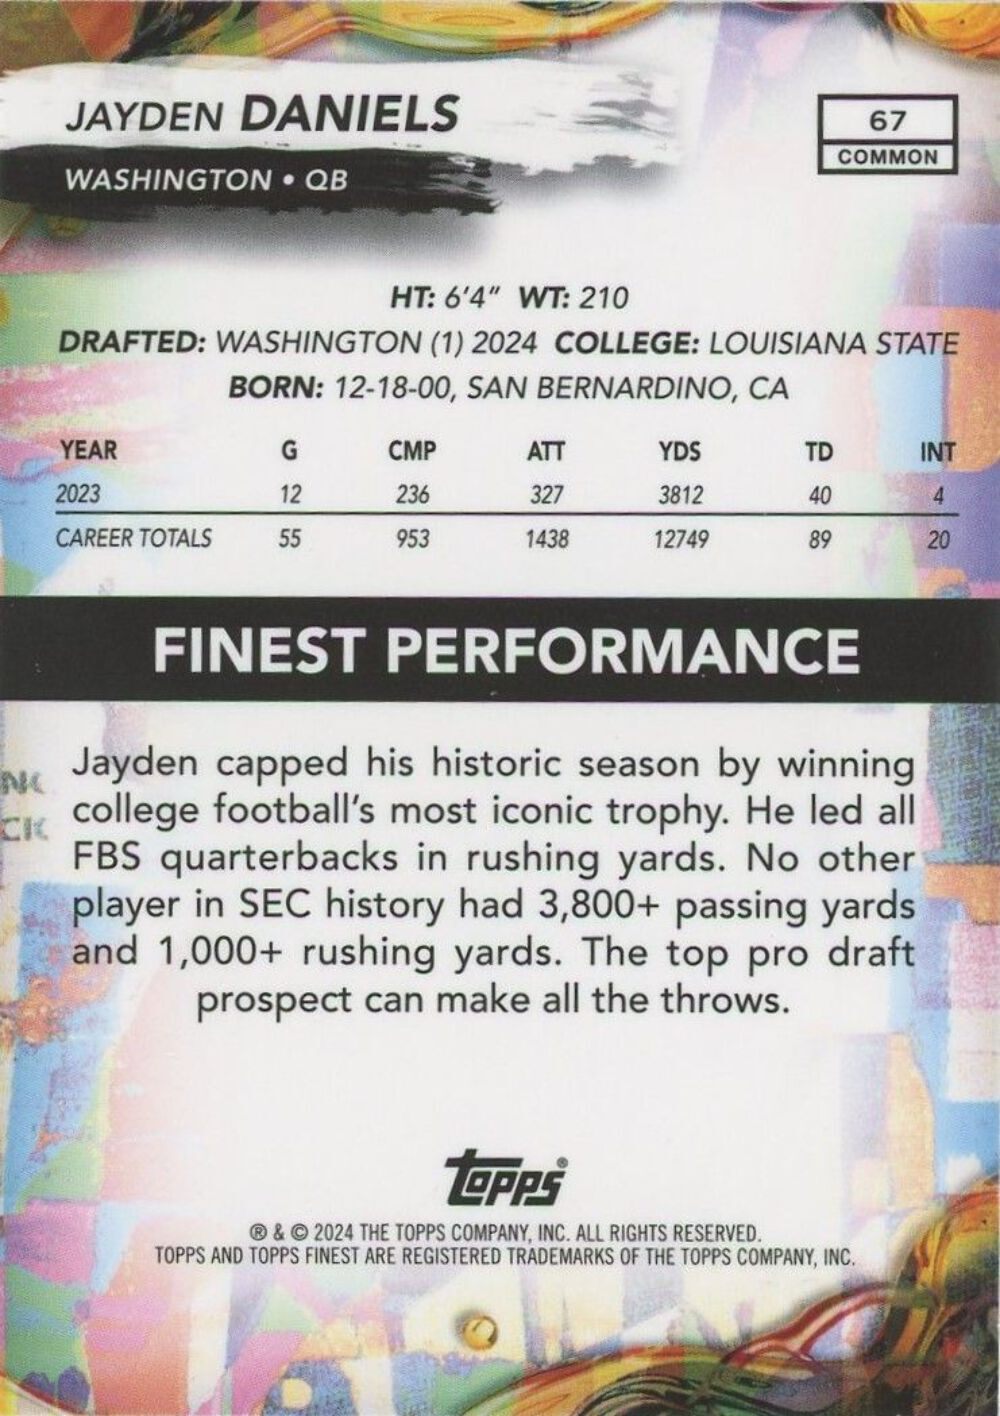 JAYDEN DANIELS
67
COMMON
WASHINGTON • QB
HT: 6'4" WT: 210
DRAFTED: WASHINGTON (1) 2024 COLLEGE: LOUISIANA STATE
BORN: 12-18-00, SAN BERNARDINO, CA
YEAR G CMP ATT YDS TD INT
2023 12 236 327 3812 40 4
CAREER TOTALS 55 953 1438 12749 89 20
FINEST PERFORMANCE
Jayden capped his historic season by winning
college football's most iconic trophy. He led all
FBS quarterbacks in rushing yards. No other
player in SEC history had 3,800+ passing yards
and 1,000+ rushing yards. The top pro draft
prospect can make all the throws.
TOPPS®
® & © 2024 THE TOPPS COMPANY, INC. ALL RIGHTS RESERVED.
TOPPS AND TOPPS FINEST ARE REGISTERED TRADEMARKS OF THE TOPPS COMPANY, INC.